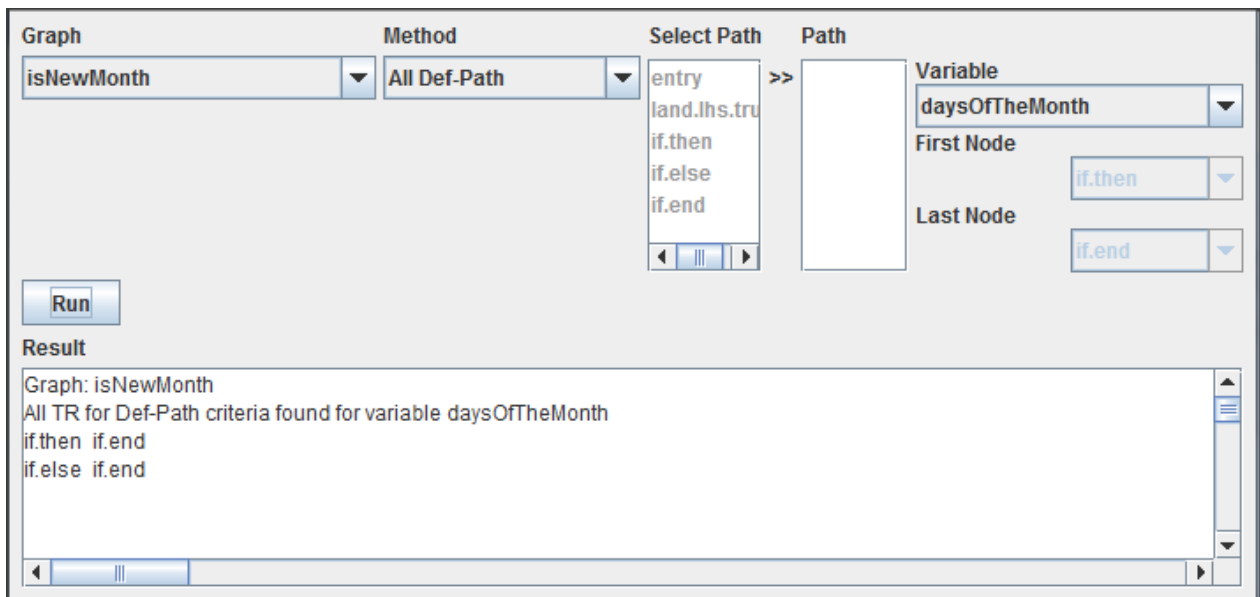 Graph
Method
Select Path
Path
isNewMonth
All Def-Path
entry
land.lhs.tru
if.then
if.else
if.end
>>
Variable
daysOfTheMonth
First Node
if.then
Last Node
if.end
Run
Result
Graph: isNewMonth
All TR for Def-Path criteria found for variable daysOfTheMonth
if.then if.end
if.else if.end